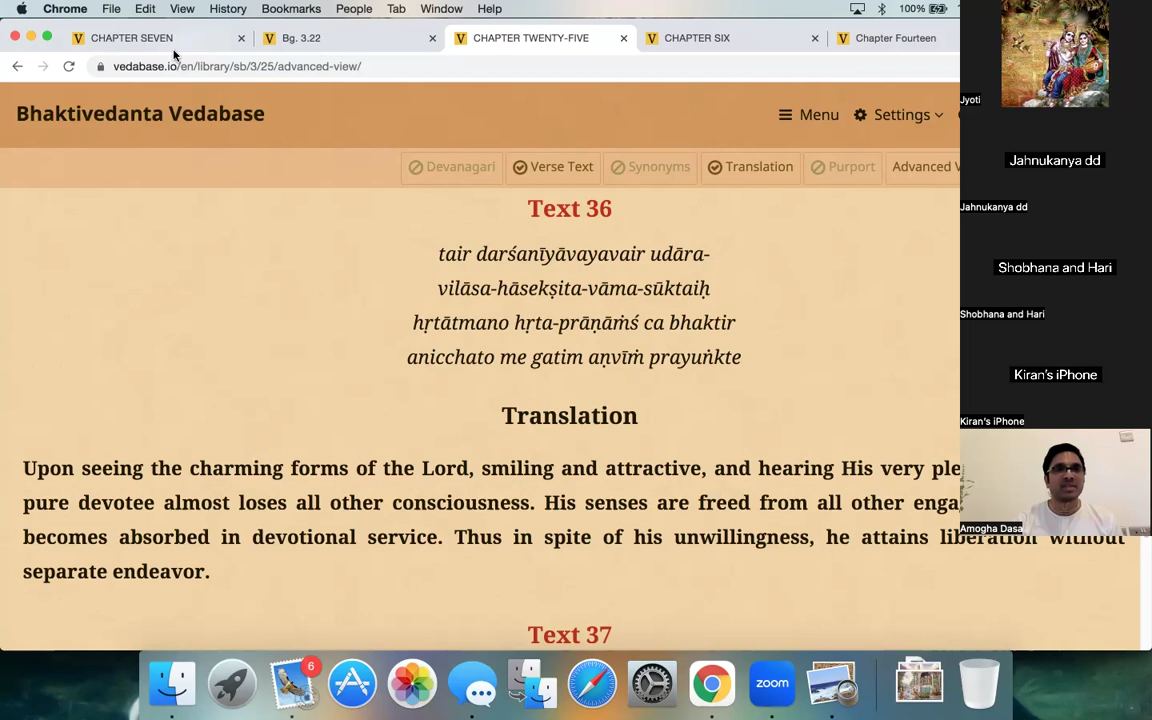 Chrome File Edit View History Bookmarks People Tab Window Help 100%
CHAPTER SEVEN
Bg. 3.22
CHAPTER TWENTY-FIVE
CHAPTER SIX
Chapter Fourteen
vedabase.io/en/library/sb/3/25/advanced-view/
Bhaktivedanta Vedabase
Menu
Settings
Devanagari
Verse Text
Synonyms
Translation
Purport
Advanced V
Text 36
tair darśanīyāvayavair udāra-
vilāsa-hāsekṣita-vāma-sūktaiḥ
hṛtātmano hṛta-prāṇāṁś ca bhaktir
anicchato me gatim aṇvīṁ prayuṅkte
Translation
Upon seeing the charming forms of the Lord, smiling and attractive, and hearing His very ple
pure devotee almost loses all other consciousness. His senses are freed from all other enga
becomes absorbed in devotional service. Thus in spite of his unwillingness, he attains liberation without
separate endeavor.
Text 37
Jyoti
Jahnukanya dd
Jahnukanya dd
Shobhana and Hari
Shobhana and Hari
Kiran's iPhone
Kiran's iPhone
Amogha Dasa
6
zoom